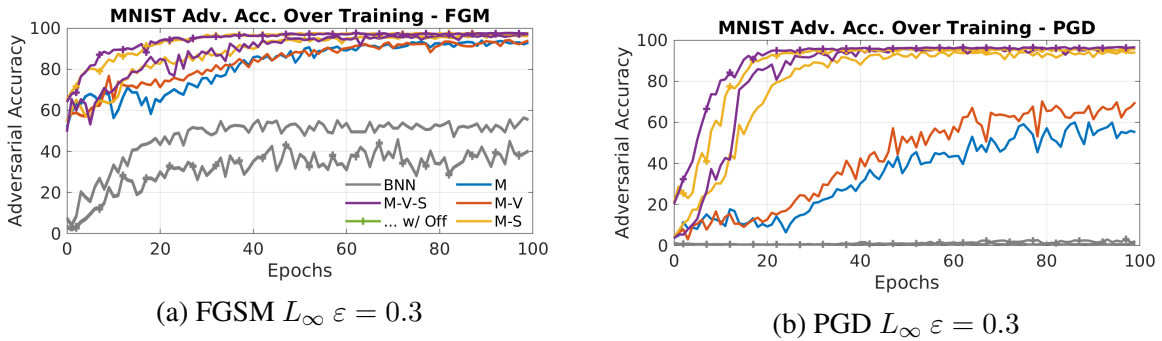 MNIST Adv. Acc. Over Training - FGM
Adversarial Accuracy
100
80
60
40
20
0
BNN
M
M-V-S
M-V
... w/ Off
M-S
0 20 40 60 80 100
Epochs
(a) FGSM L∞ ε = 0.3
MNIST Adv. Acc. Over Training - PGD
Adversarial Accuracy
100
80
60
40
20
0
0 20 40 60 80 100
Epochs
(b) PGD L∞ ε = 0.3